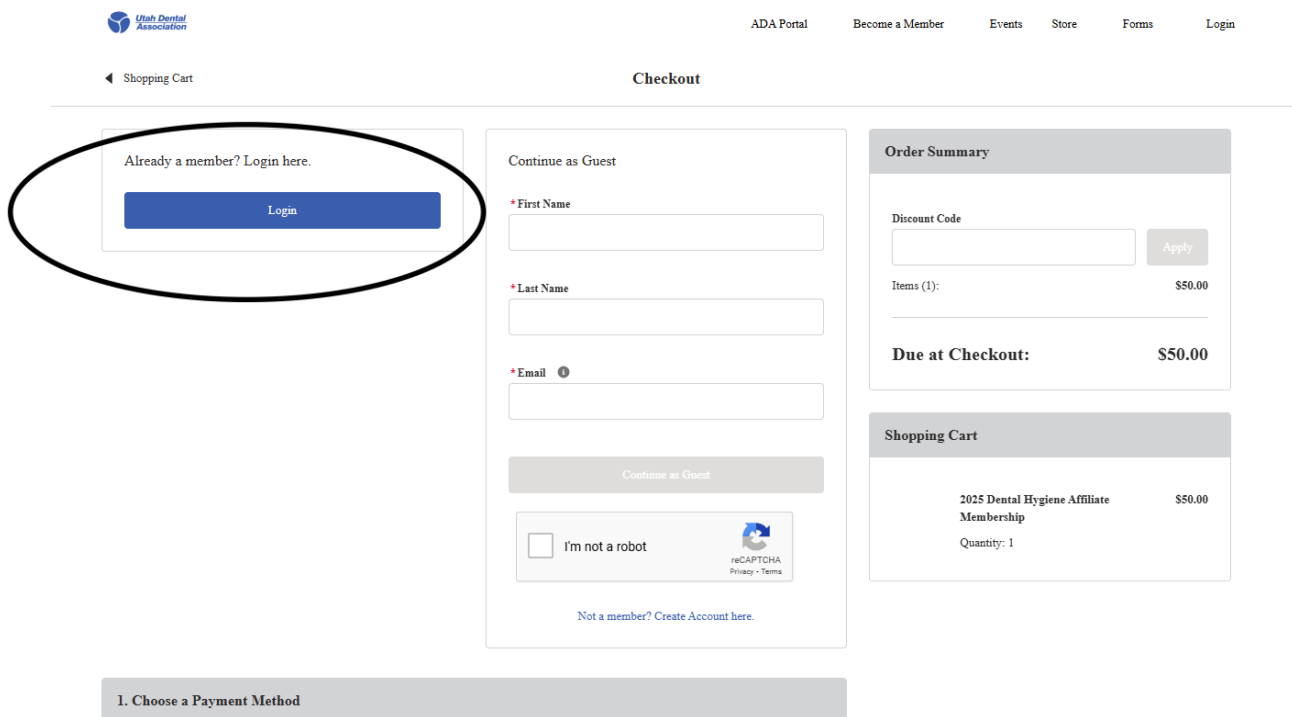 Utah Dental
Association
ADA Portal
Become a Member
Events
Store
Forms
Login
Shopping Cart
Checkout
Already a member? Login here.
Login
Continue as Guest
*First Name
*Last Name
*Email
Continue as Guest
I'm not a robot
reCAPTCHA
Privacy - Terms
Not a member? Create Account here.
Order Summary
Discount Code
Apply
Items (1): $50.00
Due at Checkout: $50.00
Shopping Cart
2025 Dental Hygiene Affiliate $50.00
Membership
Quantity: 1
1. Choose a Payment Method